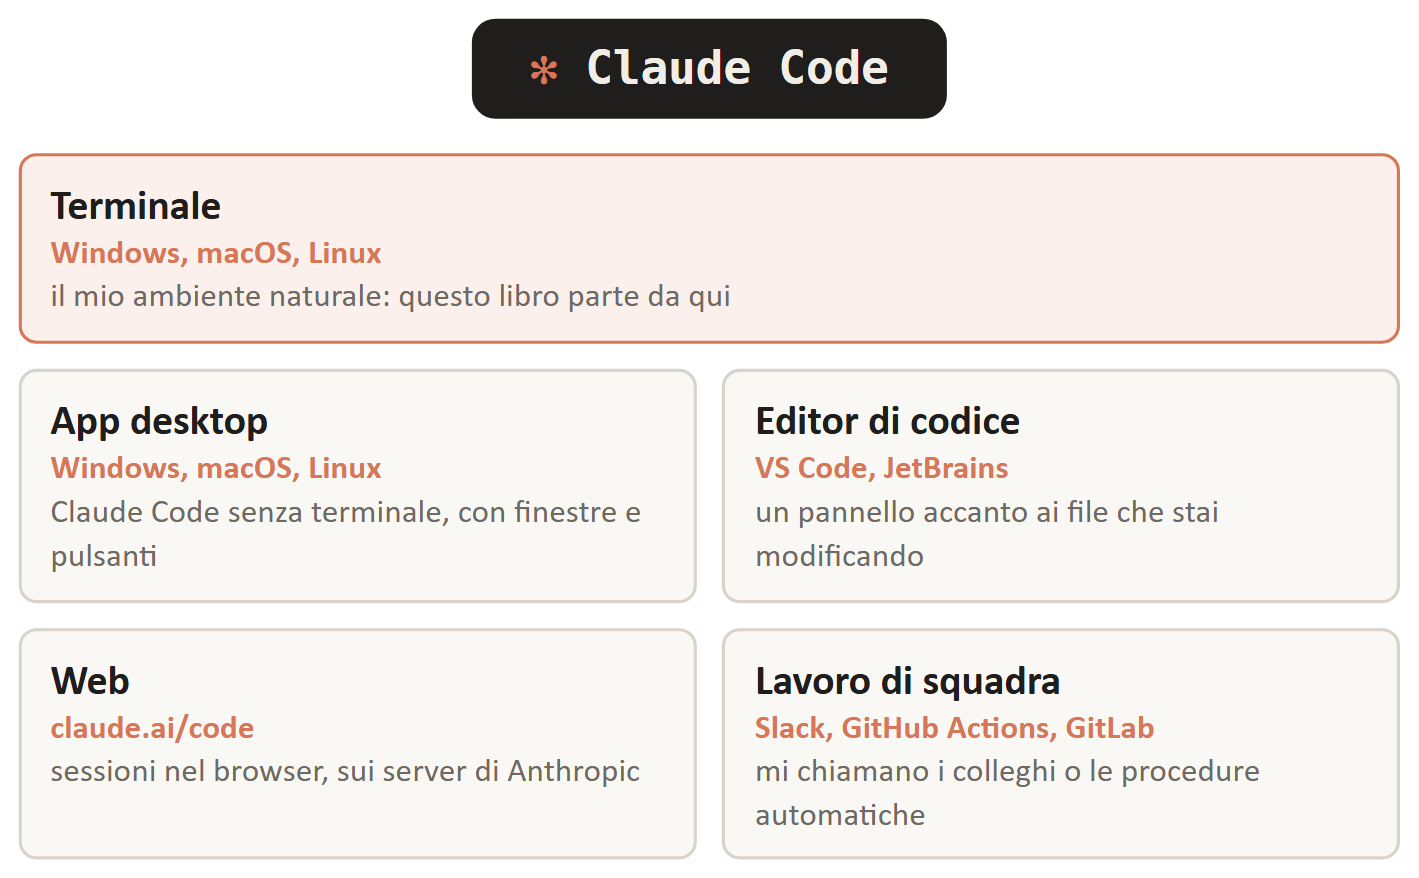 ✻ Claude Code
Terminale
Windows, macOS, Linux
il mio ambiente naturale: questo libro parte da qui
App desktop
Windows, macOS, Linux
Claude Code senza terminale, con finestre e
pulsanti
Editor di codice
VS Code, JetBrains
un pannello accanto ai file che stai
modificando
Web
claude.ai/code
sessioni nel browser, sui server di Anthropic
Lavoro di squadra
Slack, GitHub Actions, GitLab
mi chiamano i colleghi o le procedure
automatiche